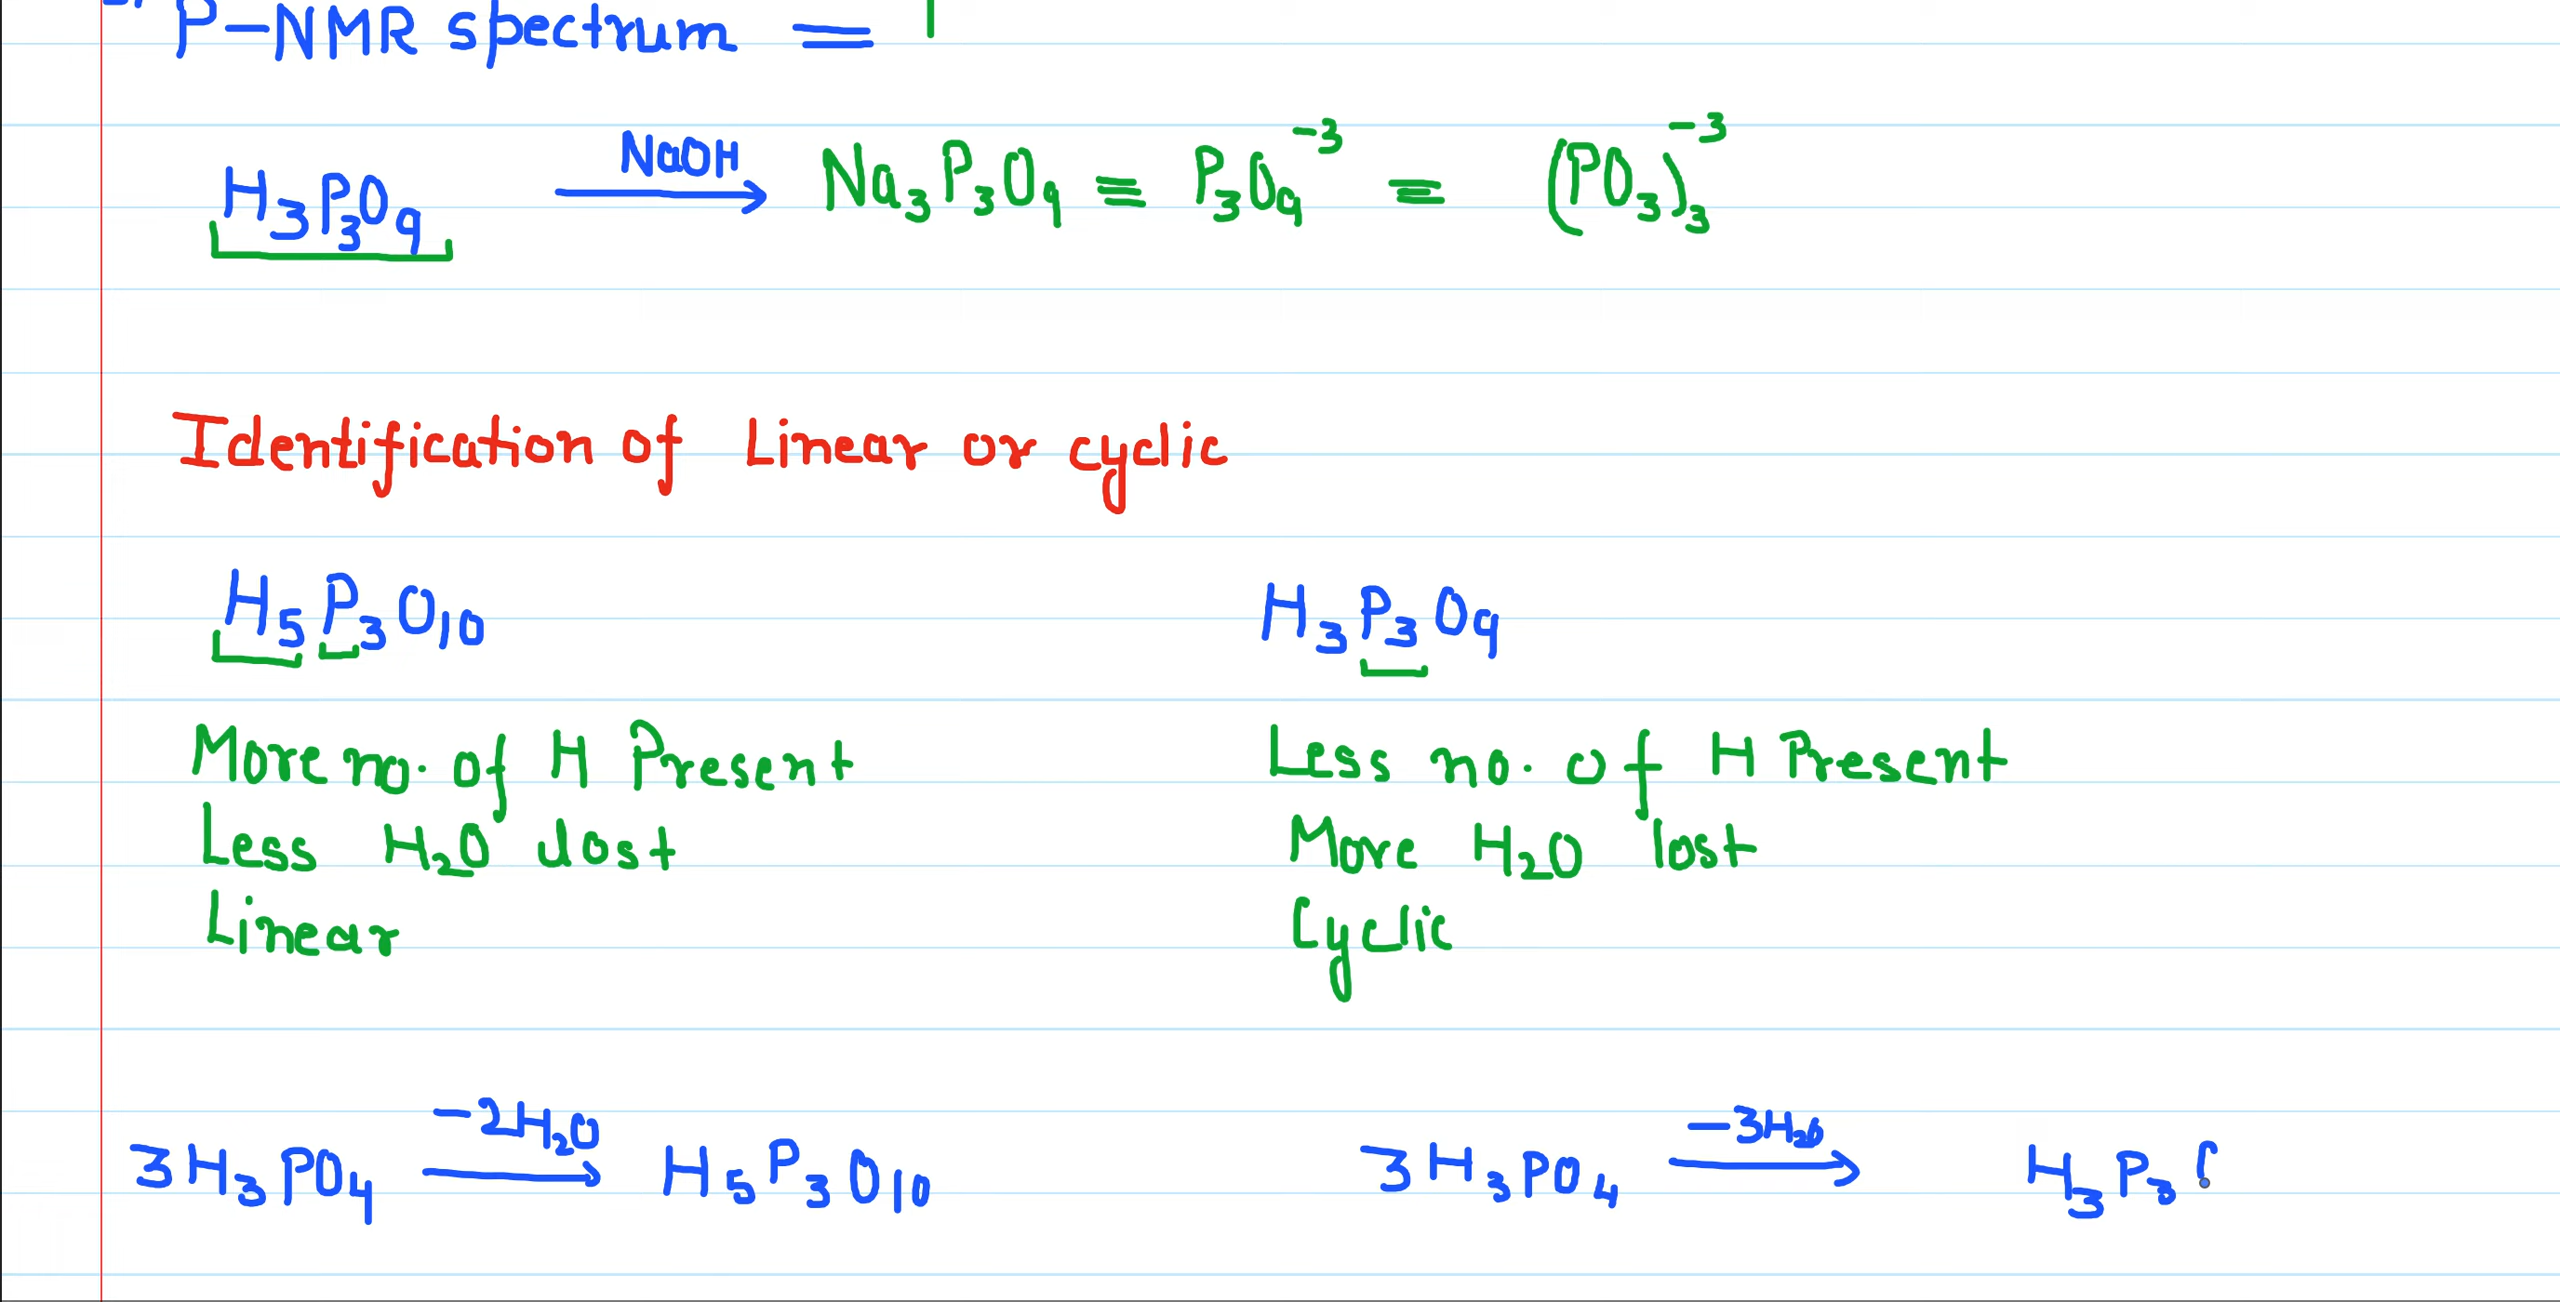 P-NMR spectrum =
H₃P₃O₉ NaOH → Na₃P₃O₉ ≡ P₃O₉⁻³ ≡ (PO₃)₃⁻³
Identification of Linear or cyclic
H₅P₃O₁₀ H₃P₃O₉
More no. of H Present Less no. of H Present
Less H₂O lost More H₂O lost
Linear Cyclic
3H₃PO₄ -2H₂O → H₅P₃O₁₀ 3H₃PO₄ -3H₂O → H₃P₃